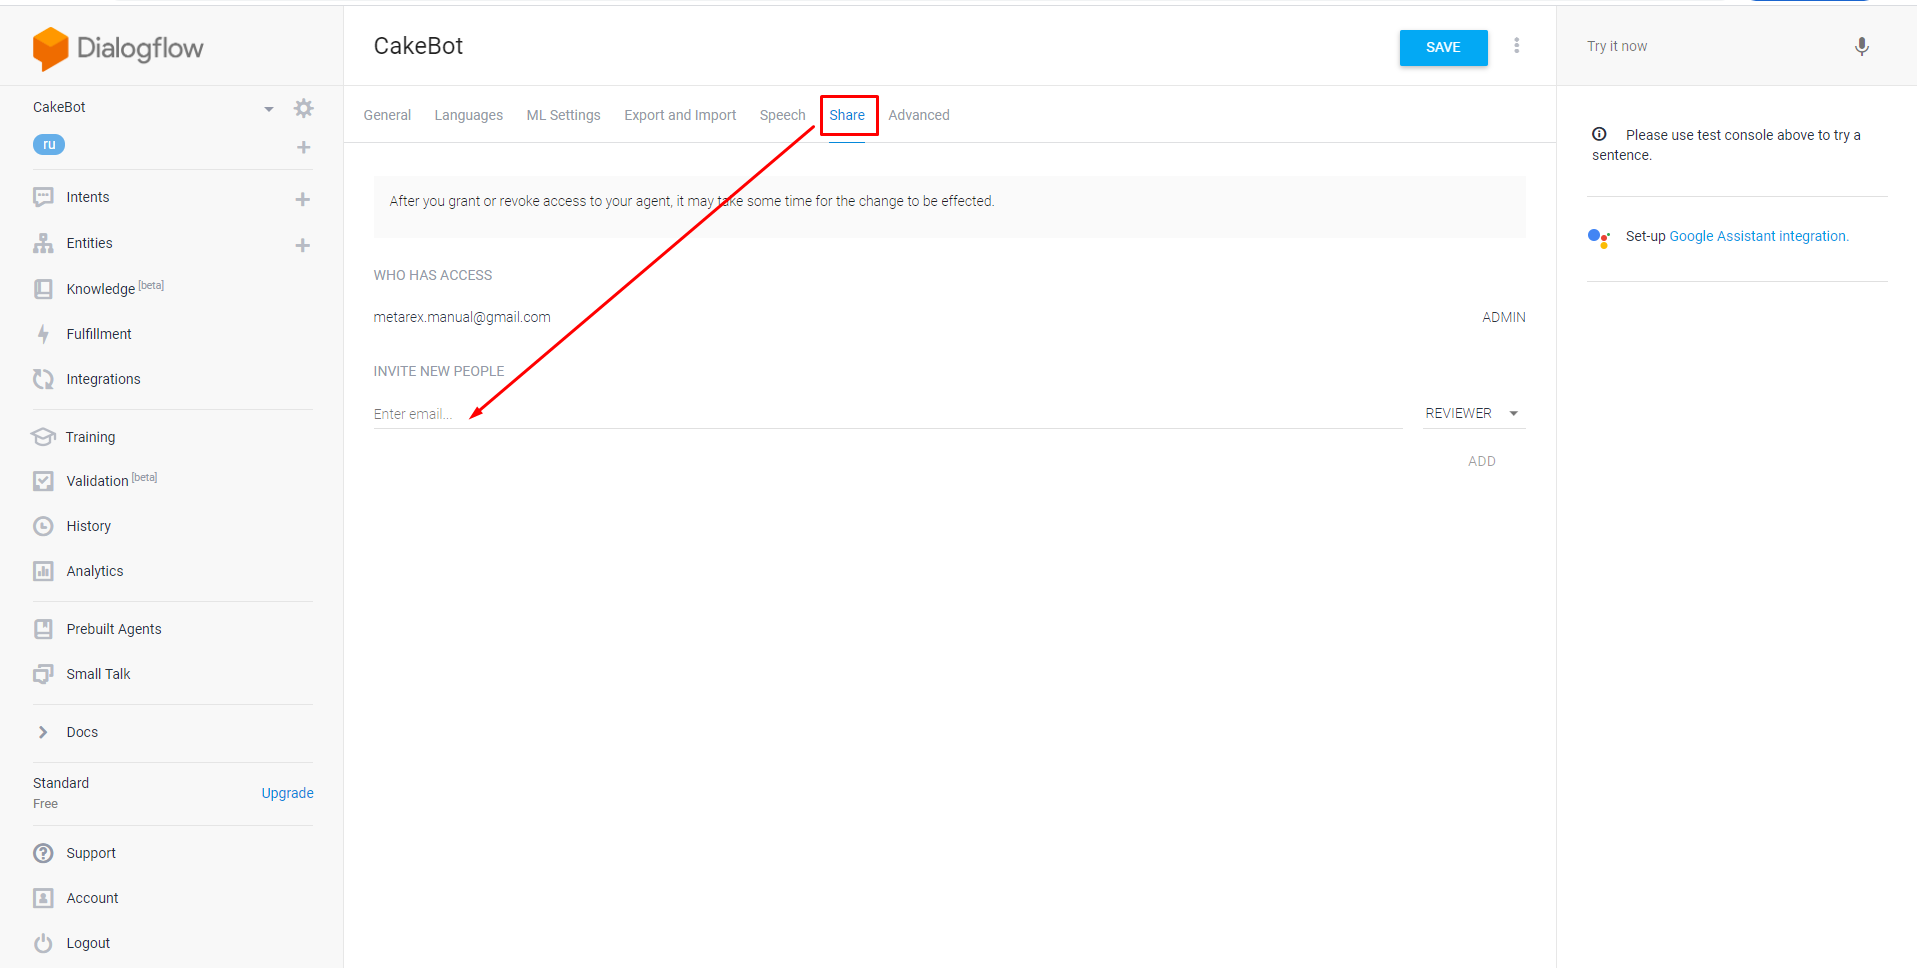 Dialogflow
CakeBot
ru
Intents
Entities
Knowledge [beta]
Fulfillment
Integrations
Training
Validation [beta]
History
Analytics
Prebuilt Agents
Small Talk
Docs
Standard
Free
Upgrade
Support
Account
Logout
CakeBot
SAVE
General Languages ML Settings Export and Import Speech Share Advanced
After you grant or revoke access to your agent, it may take some time for the change to be effected.
WHO HAS ACCESS
metarex.manual@gmail.com ADMIN
INVITE NEW PEOPLE
Enter email... REVIEWER
ADD
Try it now
Please use test console above to try a
sentence.
Set-up Google Assistant integration.